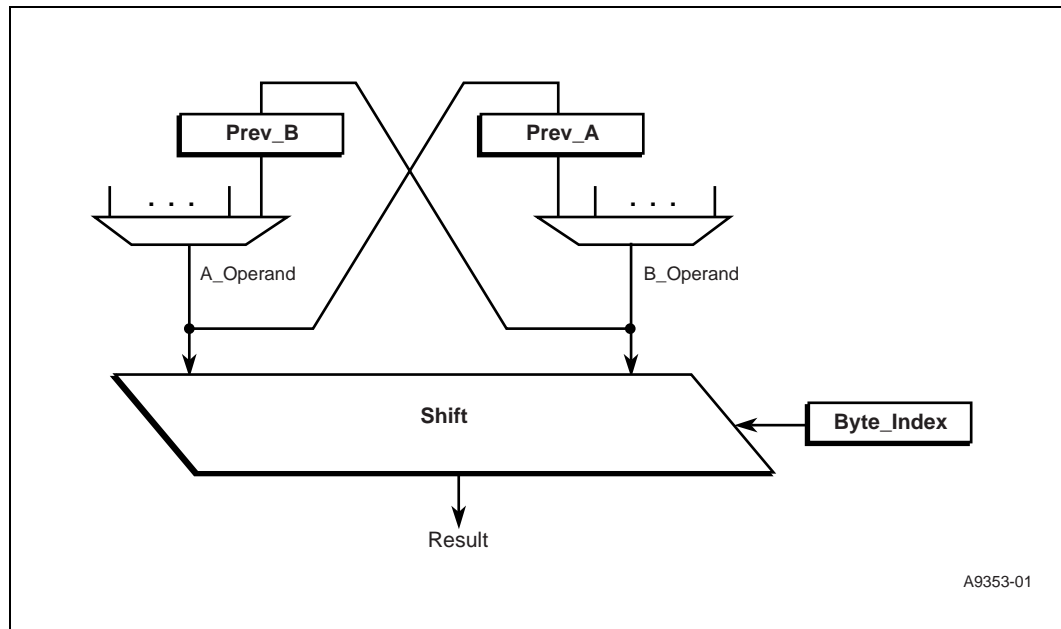 Prev_B
Prev_A
. . .
. . .
A_Operand
B_Operand
Shift
Byte_Index
Result
A9353-01